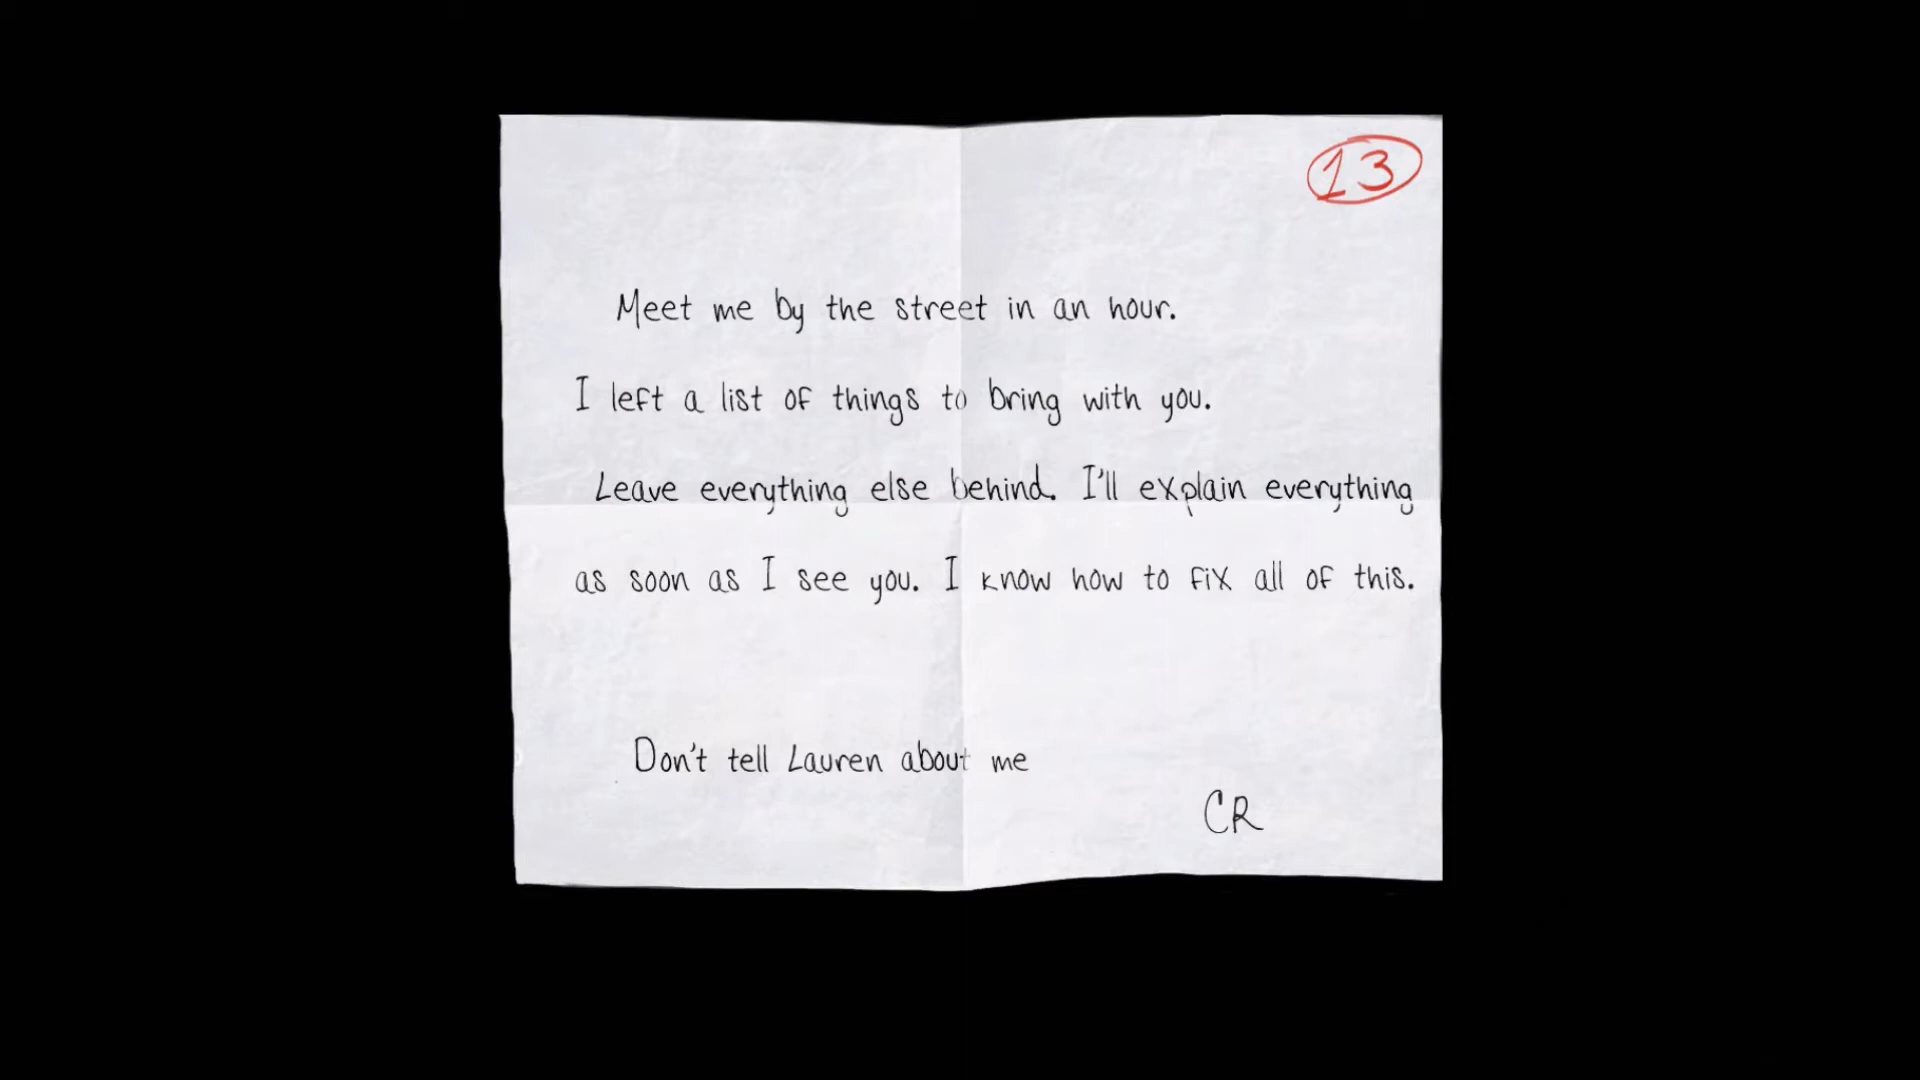 13
Meet me by the street in an hour.
I left a list of things to bring with you.
Leave everything else behind. I'll explain everything
as soon as I see you. I know how to fix all of this.
Don't tell Lauren about me
CR